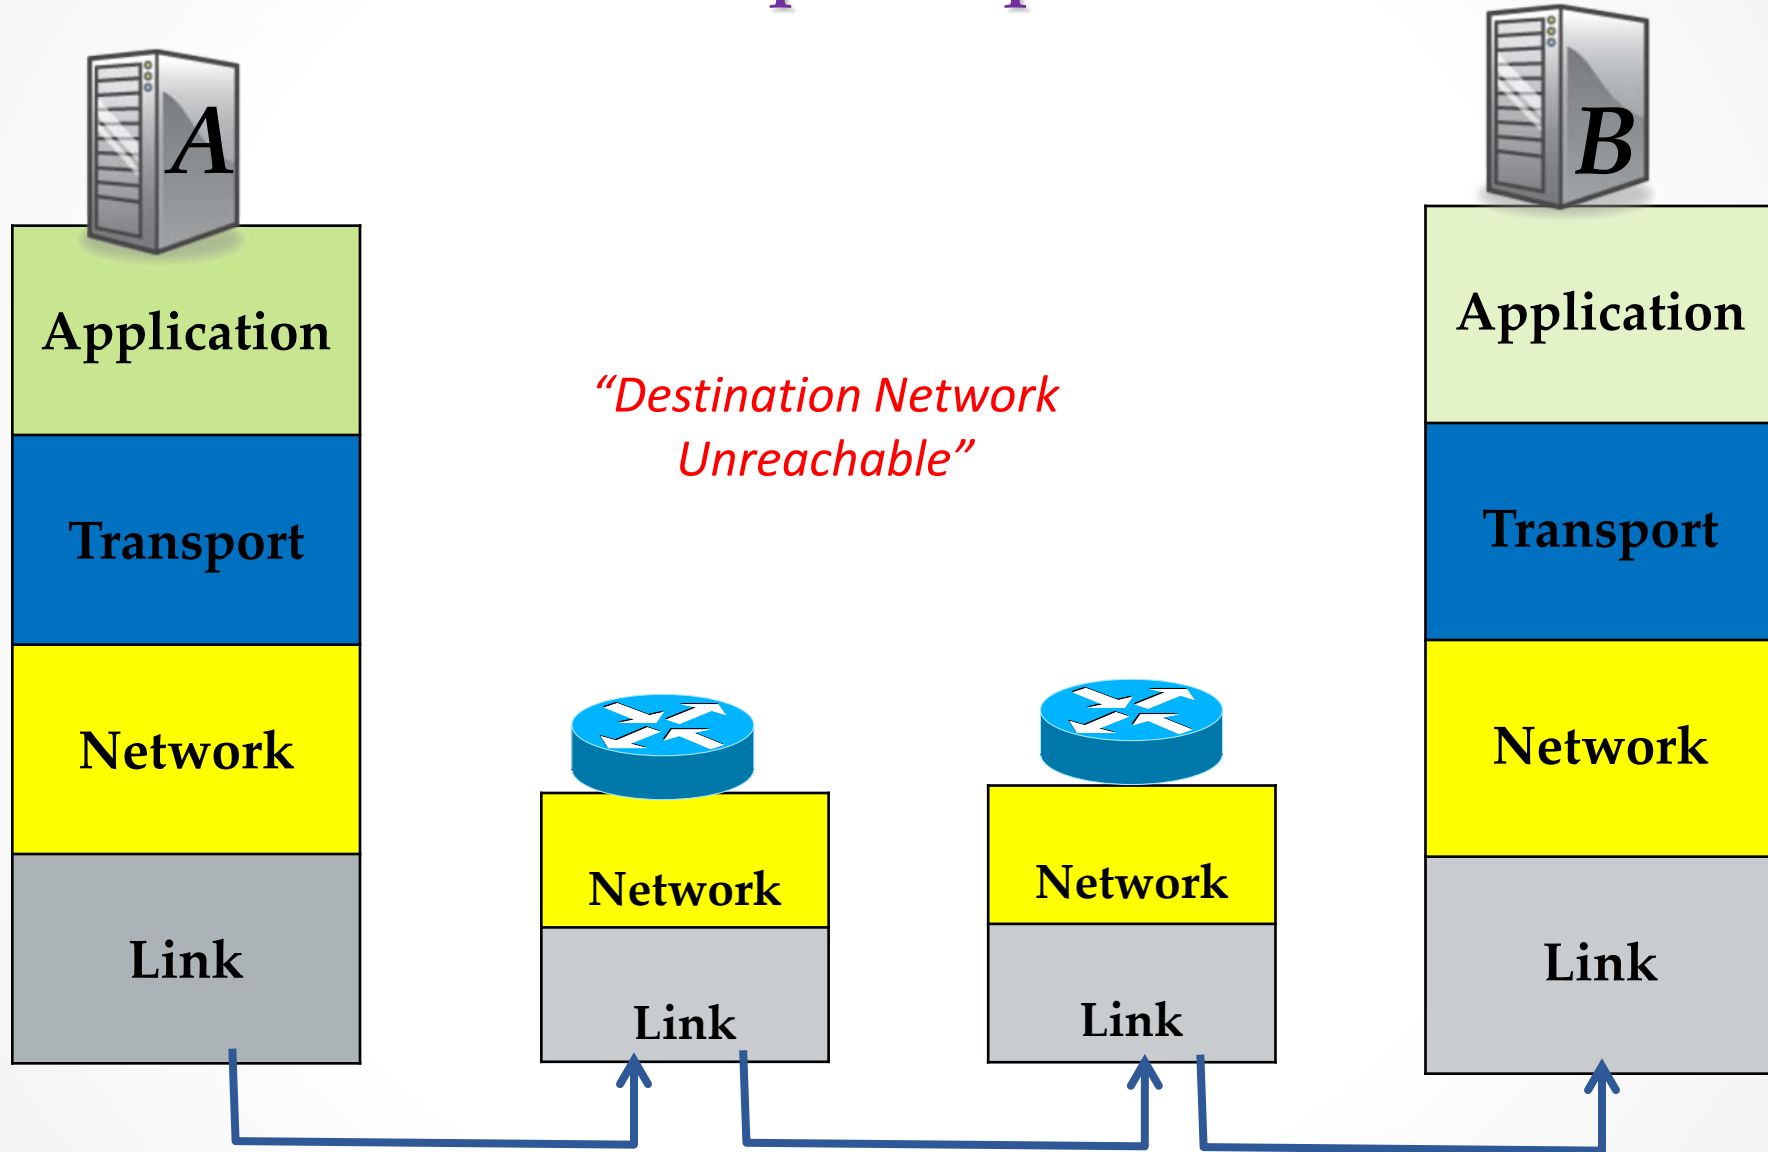 A
B
Application
Transport
Network
Link
“Destination Network
Unreachable”
Network
Link
Network
Link
Application
Transport
Network
Link